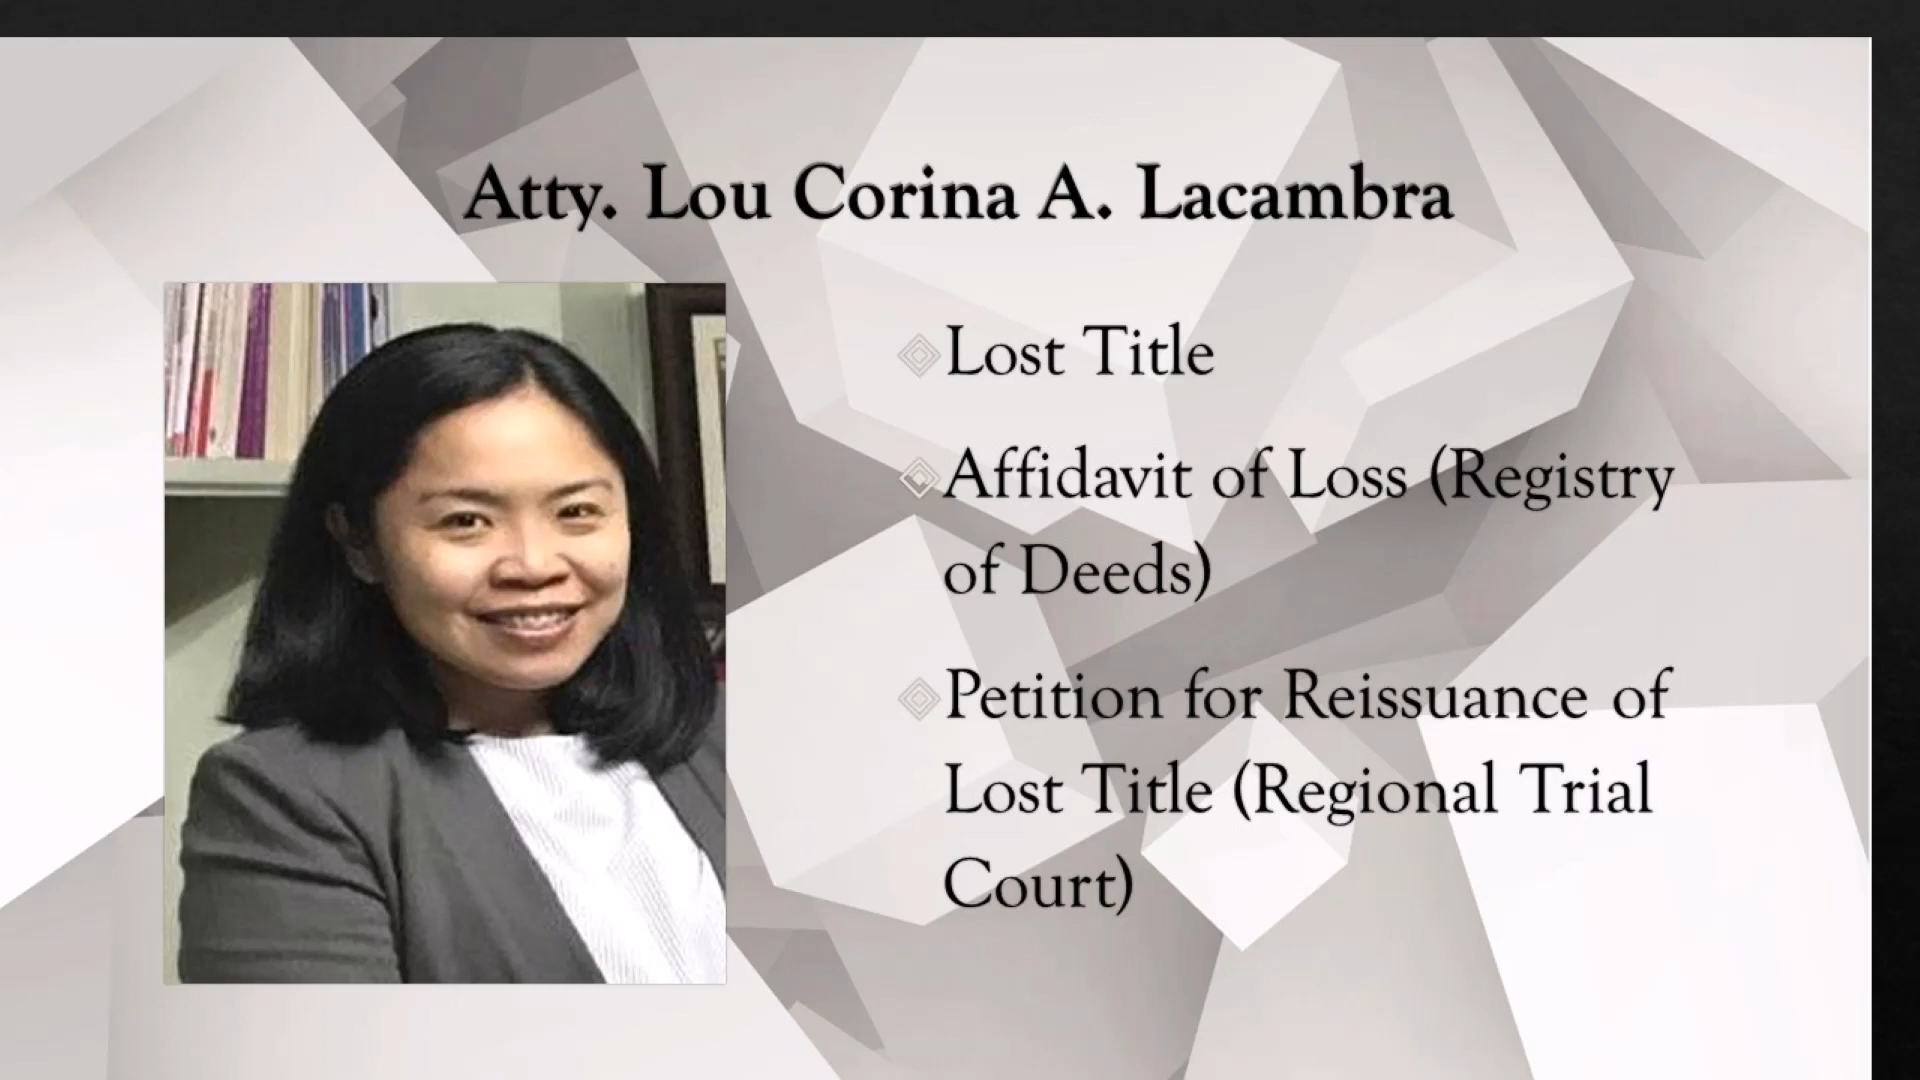 Atty. Lou Corina A. Lacambra
Lost Title
Affidavit of Loss (Registry
of Deeds)
Petition for Reissuance of
Lost Title (Regional Trial
Court)